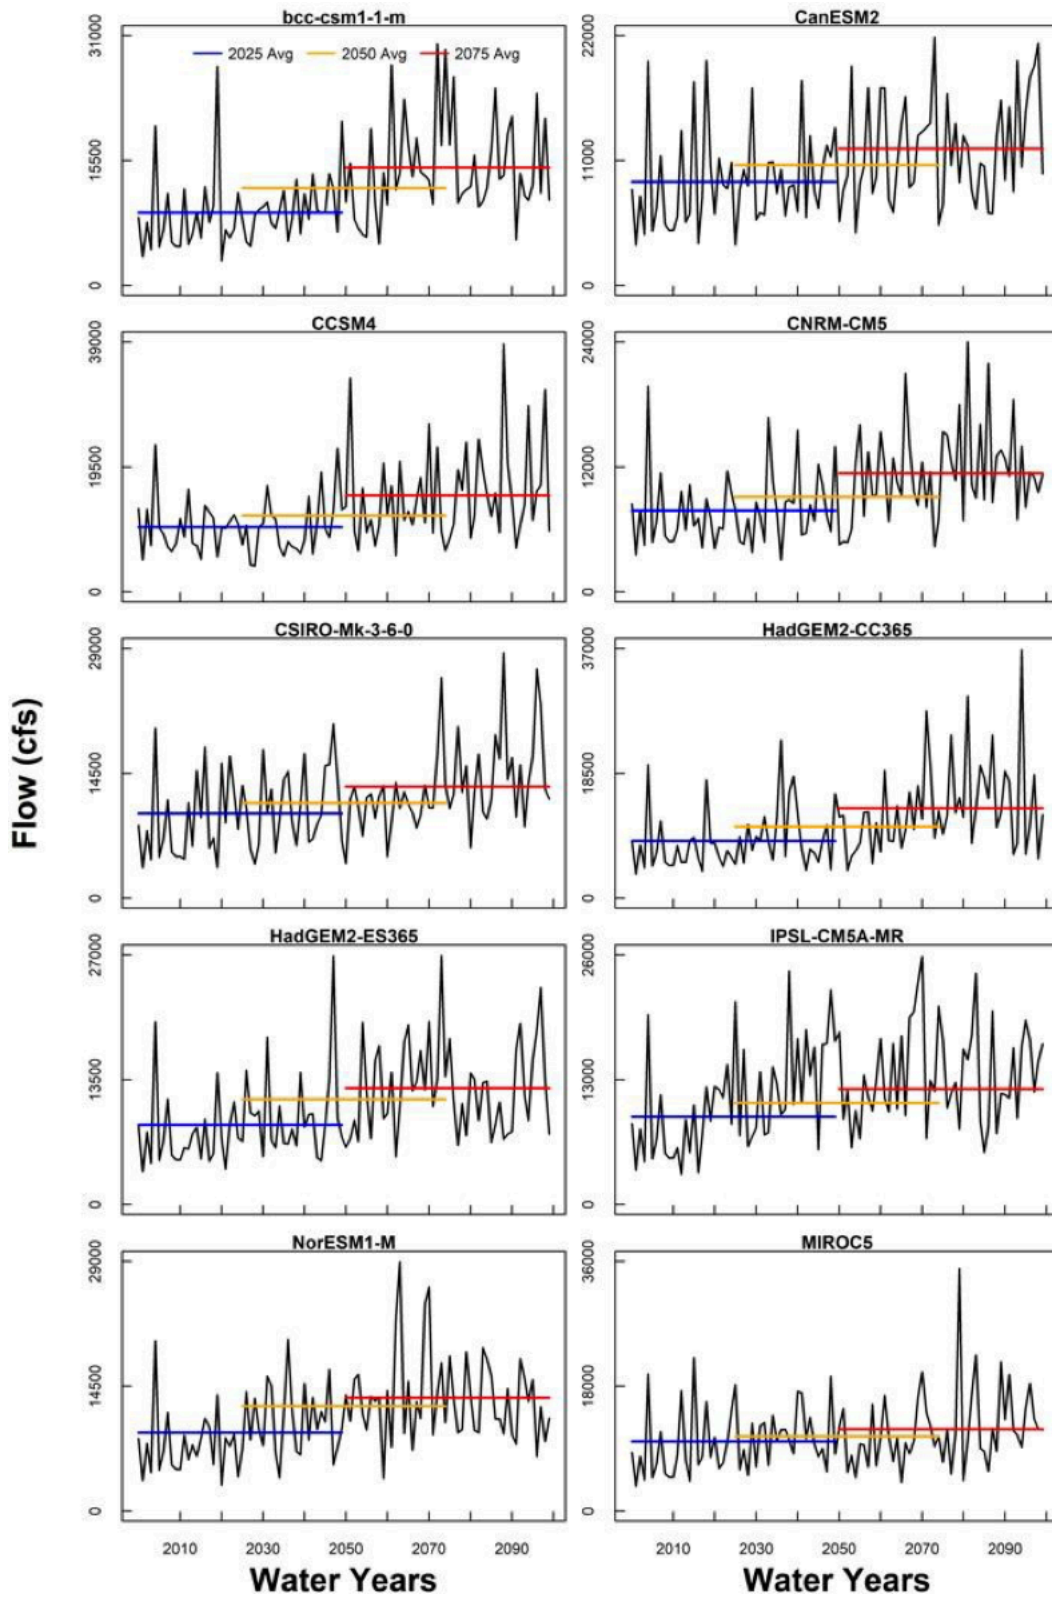 bcc-csm1-1-m
CanESM2
31000
15500
0
2025 Avg 2050 Avg 2075 Avg
22000
11000
0
CCSM4
CNRM-CM5
39000
19500
0
24000
12000
0
CSIRO-Mk-3-6-0
HadGEM2-CC365
29000
14500
0
37000
18500
0
Flow (cfs)
HadGEM2-ES365
IPSL-CM5A-MR
27000
13500
0
26000
13000
0
NorESM1-M
MIROC5
29000
14500
0
36000
18000
0
2010 2030 2050 2070 2090
2010 2030 2050 2070 2090
Water Years
Water Years